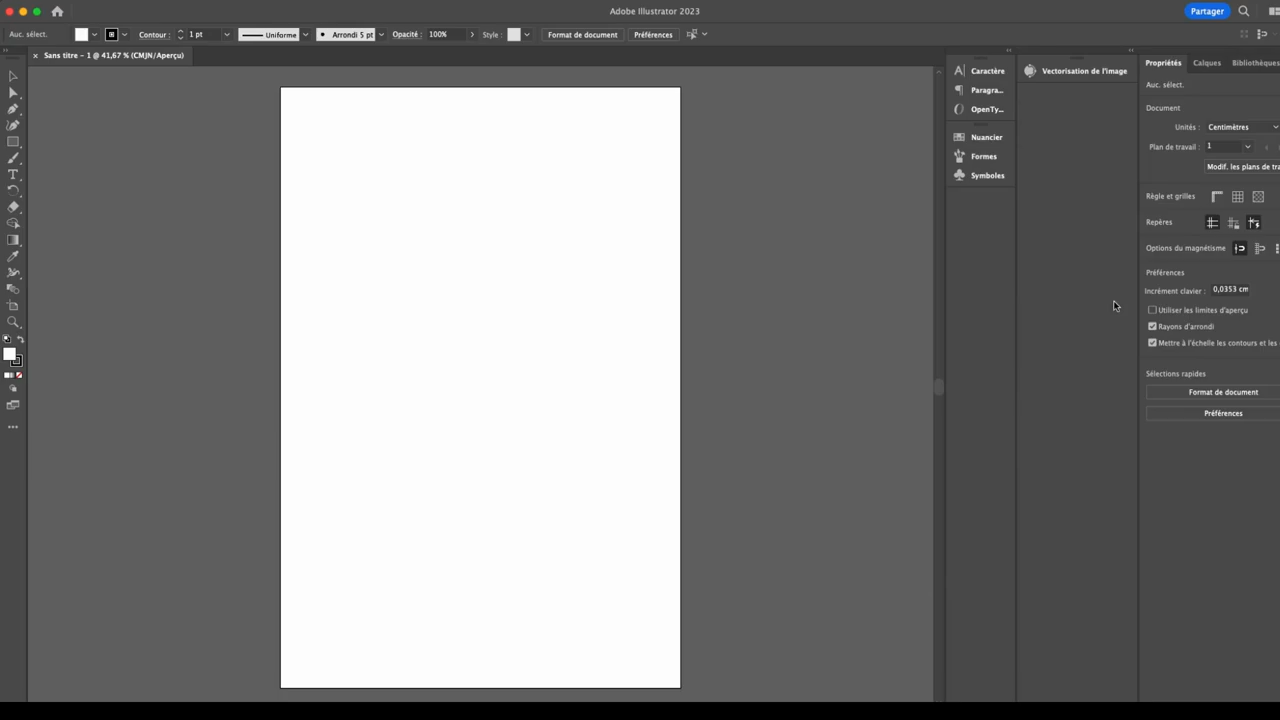 Adobe Illustrator 2023
Partager
Auc. sélect.
Contour :
1 pt
Uniforme
Arrondi 5 pt
Opacité :
100%
Style :
Format de document
Préférences
Sans titre - 1 @ 41,67 % (CMJN/Aperçu)
Caractère
Paragra...
OpenTy...
Nuancier
Formes
Symboles
Vectorisation de l'image
Propriétés
Calques
Bibliothèques
Auc. sélect.
Document
Unités :
Centimètres
Plan de travail :
1
Modif. les plans de tra
Règle et grilles
Repères
Options du magnétisme
Préférences
Incrément clavier :
0,0353 cm
Utiliser les limites d'aperçu
Rayons d'arrondi
Mettre à l'échelle les contours et les
Sélections rapides
Format de document
Préférences